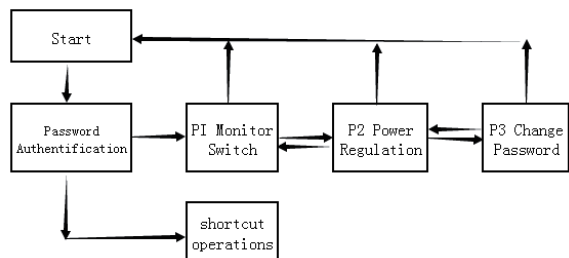 Start
Password
Authentification
PI Monitor
Switch
P2 Power
Regulation
P3 Change
Password
shortcut
operations